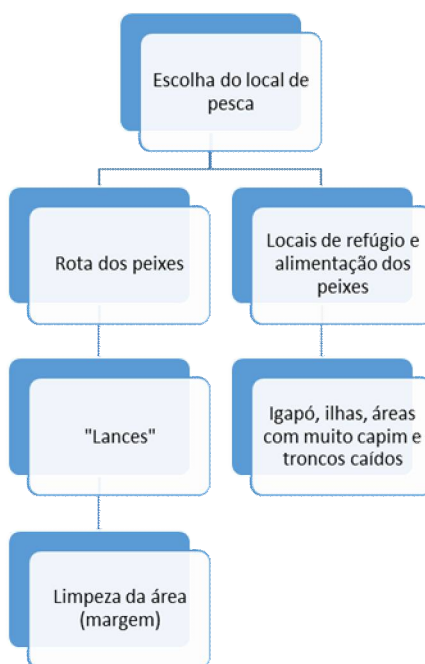 Escolha do local de
pesca
Rota dos peixes
Locais de refúgio e
alimentação dos
peixes
"Lances"
Igapó, ilhas, áreas
com muito capim e
troncos caídos
Limpeza da área
(margem)